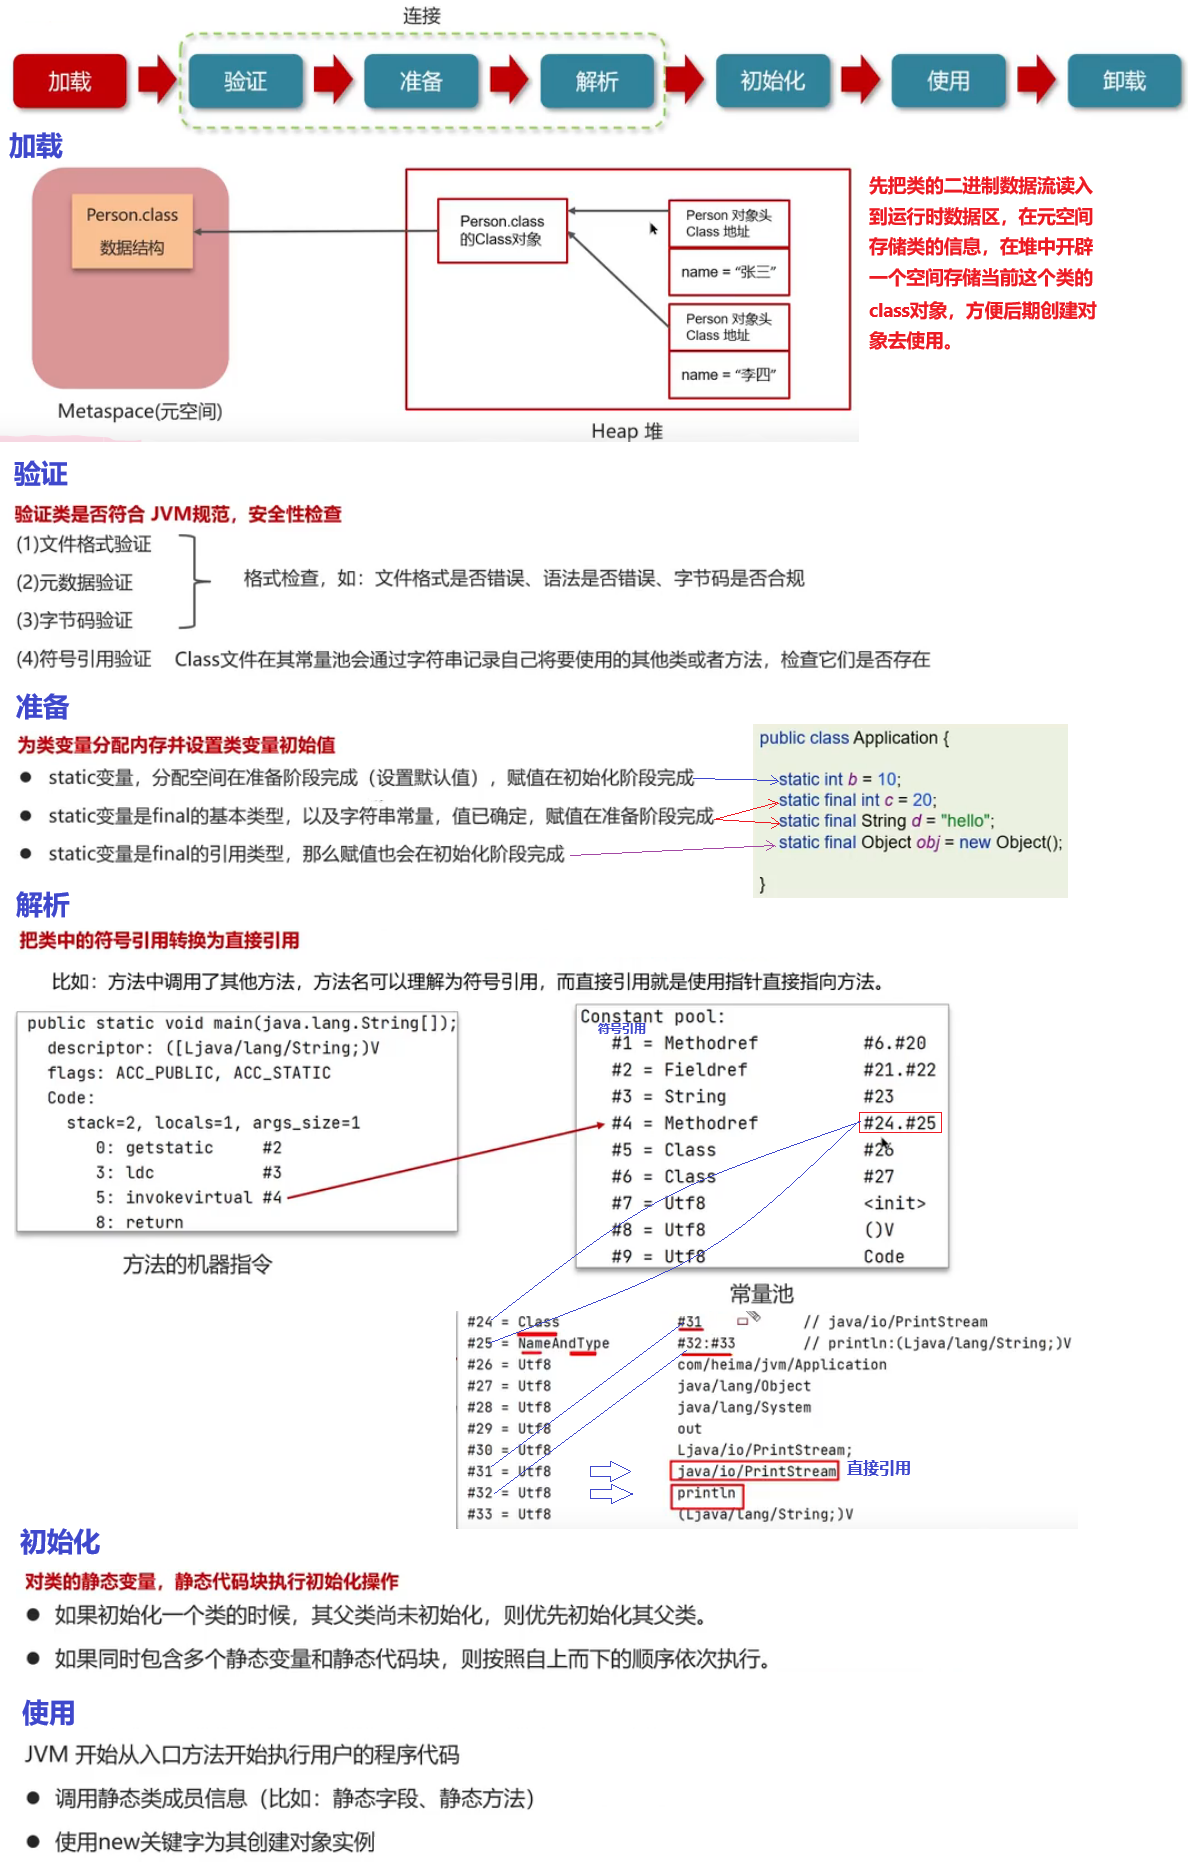 连接
加载
验证
准备
解析
初始化
使用
卸载
加载
Person.class
数据结构
Metaspace(元空间)
Person.class
的Class对象
Person 对象头
Class 地址
name = “张三”
Person 对象头
Class 地址
name = “李四”
Heap 堆
先把类的二进制数据流读入
到运行时数据区，在元空间
存储类的信息，在堆中开辟
一个空间存储当前这个类的
class对象，方便后期创建对
象去使用。
验证
验证类是否符合 JVM规范，安全性检查
(1)文件格式验证
(2)元数据验证
(3)字节码验证
格式检查，如：文件格式是否错误、语法是否错误、字节码是否合规
(4)符号引用验证 Class文件在其常量池会通过字符串记录自己将要使用的其他类或者方法，检查它们是否存在
准备
为类变量分配内存并设置类变量初始值
● static变量，分配空间在准备阶段完成（设置默认值），赋值在初始化阶段完成
● static变量是final的基本类型，以及字符串常量，值已确定，赋值在准备阶段完成
● static变量是final的引用类型，那么赋值也会在初始化阶段完成
public class Application {
static int b = 10;
static final int c = 20;
static final String d = "hello";
static final Object obj = new Object();
}
解析
把类中的符号引用转换为直接引用
比如：方法中调用了其他方法，方法名可以理解为符号引用，而直接引用就是使用指针直接指向方法。
public static void main(java.lang.String[]);
descriptor: ([Ljava/lang/String;)V
flags: ACC_PUBLIC, ACC_STATIC
Code:
stack=2, locals=1, args_size=1
0: getstatic #2
3: ldc #3
5: invokevirtual #4
8: return
方法的机器指令
Constant pool:
符号引用
#1 = Methodref #6.#20
#2 = Fieldref #21.#22
#3 = String #23
#4 = Methodref #24.#25
#5 = Class #26
#6 = Class #27
#7 = Utf8 <init>
#8 = Utf8 ()V
#9 = Utf8 Code
常量池
#24 = Class #31 // java/io/PrintStream
#25 = NameAndType #32:#33 // println:(Ljava/lang/String;)V
#26 = Utf8 com/heima/jvm/Application
#27 = Utf8 java/lang/Object
#28 = Utf8 java/lang/System
#29 = Utf8 out
#30 = Utf8 Ljava/io/PrintStream;
#31 = Utf8 java/io/PrintStream 直接引用
#32 = Utf8 println
#33 = Utf8 (Ljava/lang/String;)V
初始化
对类的静态变量，静态代码块执行初始化操作
● 如果初始化一个类的时候，其父类尚未初始化，则优先初始化其父类。
● 如果同时包含多个静态变量和静态代码块，则按照自上而下的顺序依次执行。
使用
JVM 开始从入口方法开始执行用户的程序代码
● 调用静态类成员信息（比如：静态字段、静态方法）
● 使用new关键字为其创建对象实例